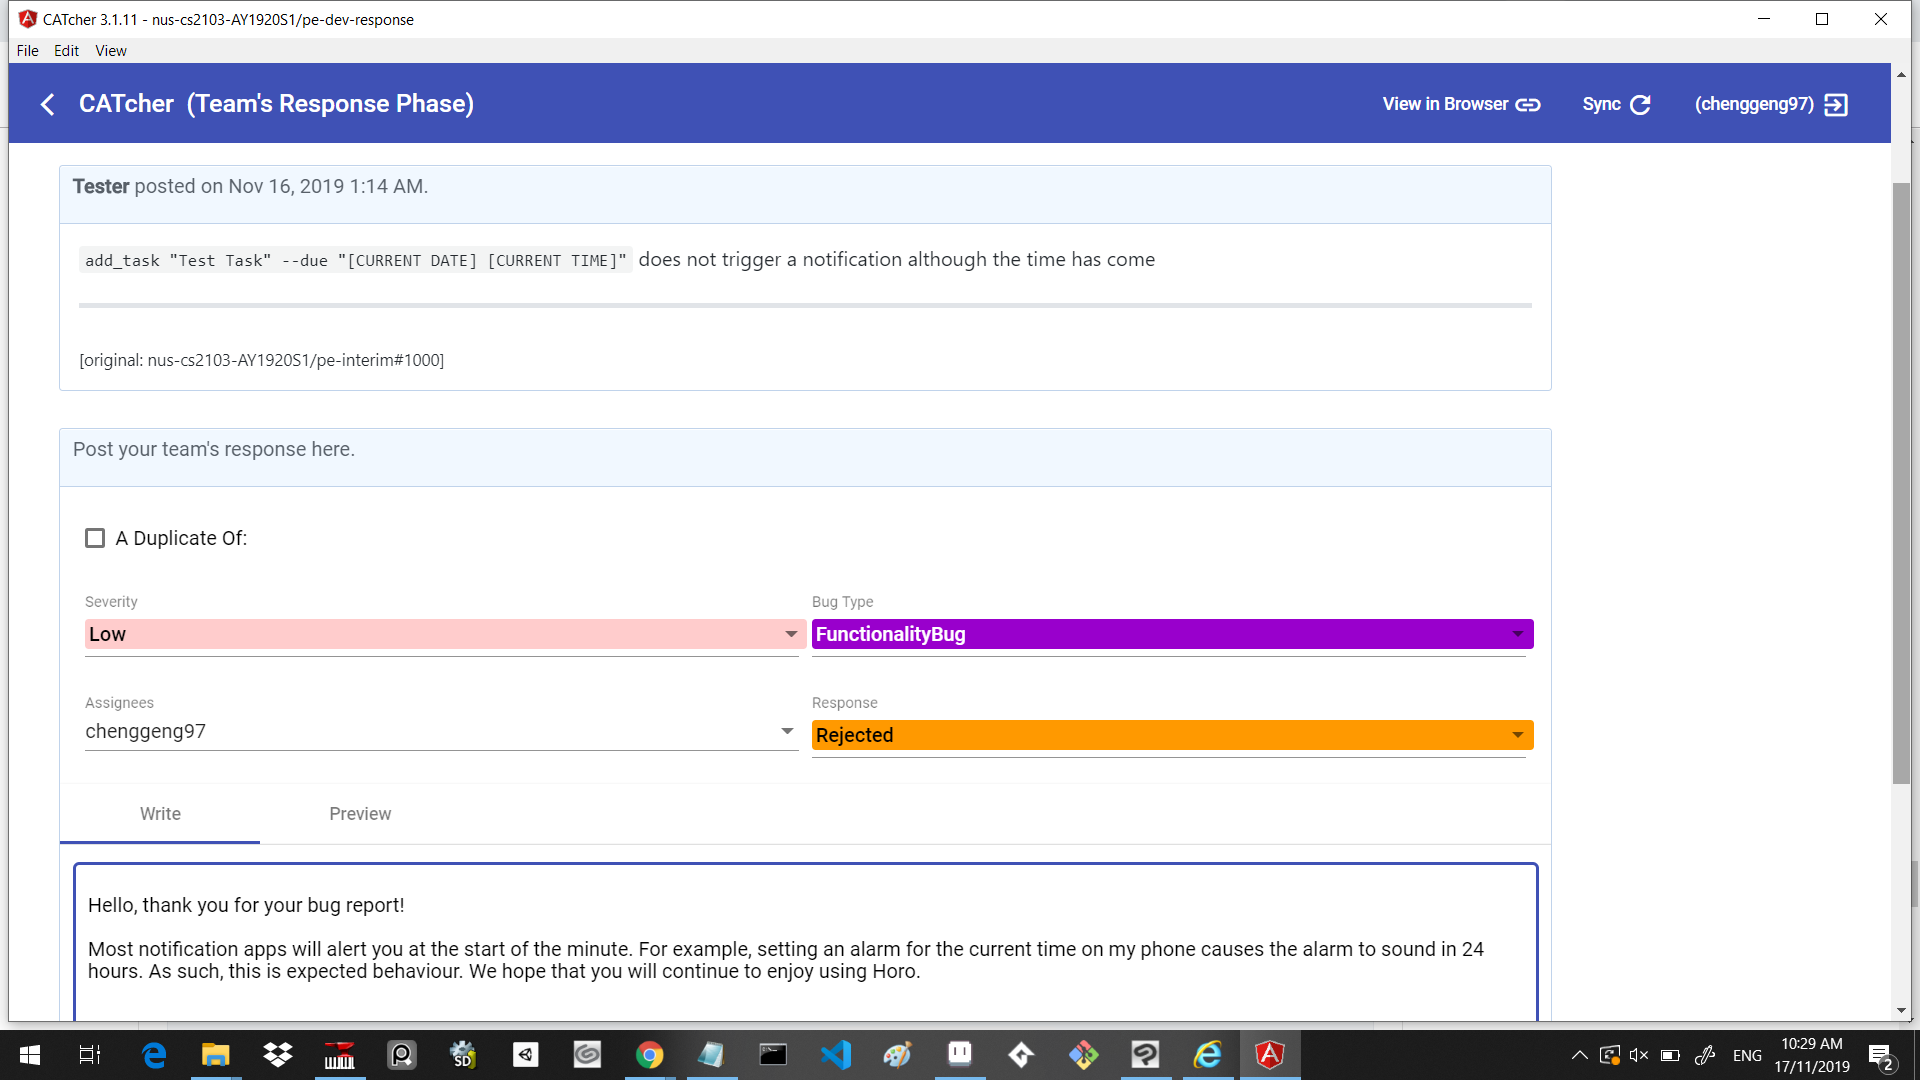 CATcher 3.1.11 - nus-cs2103-AY1920S1/pe-dev-response
File Edit View
CATcher (Team's Response Phase)
View in Browser
Sync
(chenggeng97)
Tester posted on Nov 16, 2019 1:14 AM.
add_task "Test Task" --due "[CURRENT DATE] [CURRENT TIME]" does not trigger a notification although the time has come
[original: nus-cs2103-AY1920S1/pe-interim#1000]
Post your team's response here.
A Duplicate Of:
Severity
Low
Bug Type
FunctionalityBug
Assignees
chenggeng97
Response
Rejected
Write
Preview
Hello, thank you for your bug report!
Most notification apps will alert you at the start of the minute. For example, setting an alarm for the current time on my phone causes the alarm to sound in 24
hours. As such, this is expected behaviour. We hope that you will continue to enjoy using Horo.
SD
ENG
10:29 AM
17/11/2019
2